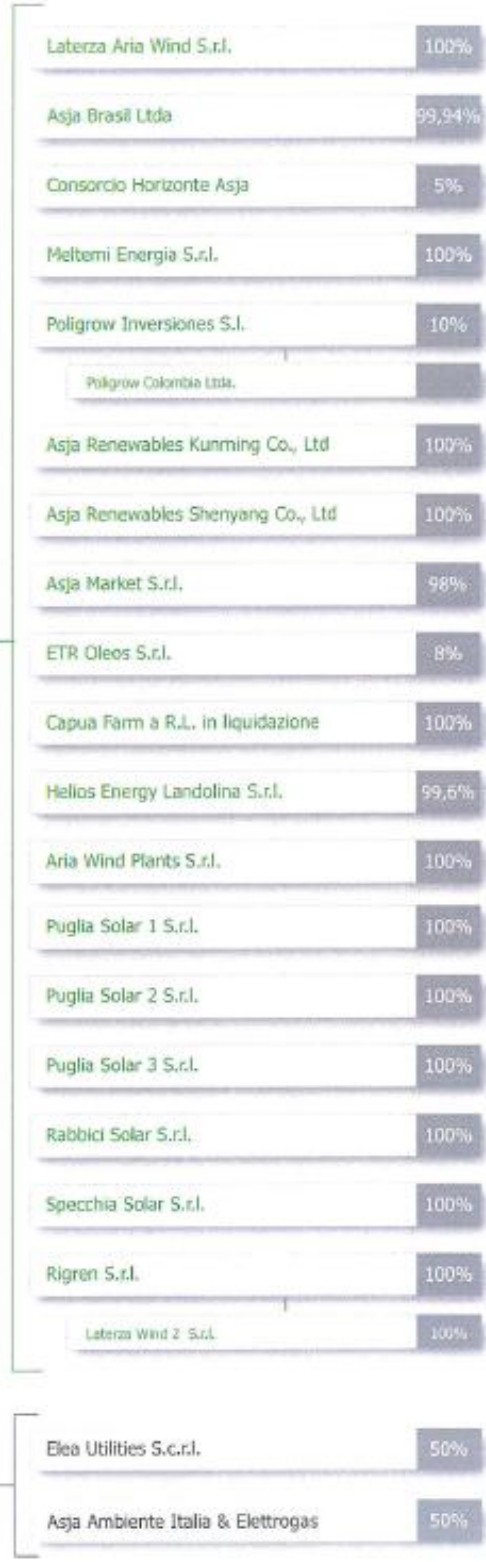 Laterza Aria Wind S.r.l. 100%
Asja Brasil Ltda 99,94%
Consorcio Horizonte Asja 5%
Meltemi Energia S.r.l. 100%
Poligrow Inversiones S.l. 10%
Poligrow Colombia Ltda.
Asja Renewables Kunming Co., Ltd 100%
Asja Renewables Shenyang Co., Ltd 100%
Asja Market S.r.l. 98%
ETR Oleos S.r.l. 8%
Capua Farm a R.L. in liquidazione 100%
Helios Energy Landolina S.r.l. 99,6%
Aria Wind Plants S.r.l. 100%
Puglia Solar 1 S.r.l. 100%
Puglia Solar 2 S.r.l. 100%
Puglia Solar 3 S.r.l. 100%
Rabbici Solar S.r.l. 100%
Specchia Solar S.r.l. 100%
Rigren S.r.l. 100%
Laterza Wind 2 S.r.l. 100%
Elea Utilities S.c.r.l. 50%
Asja Ambiente Italia & Elettrogas 50%